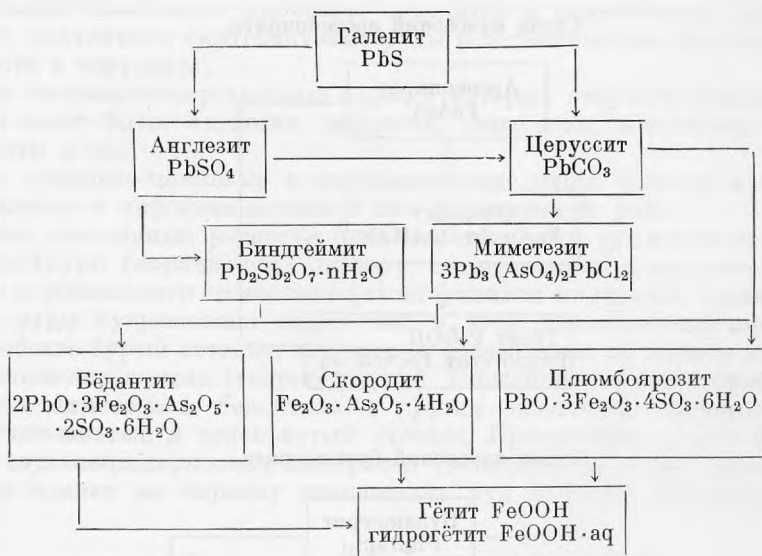 Галенит
PbS
Англезит
PbSO₄
Церуссит
PbCO₃
Биндгеймин
Pb₂Sb₂O₇·nH₂O
Миметезит
3Pb₃(AsO₄)₂PbCl₂
Бёдантит
2PbO·3Fe₂O₃·As₂O₅·
·2SO₃·6H₂O
Скородит
Fe₂O₃·As₂O₅·4H₂O
Плюмбоярозит
PbO·3Fe₂O₃·4SO₃·6H₂O
Гётит FeOOH
гидрогётит FeOOH·aq